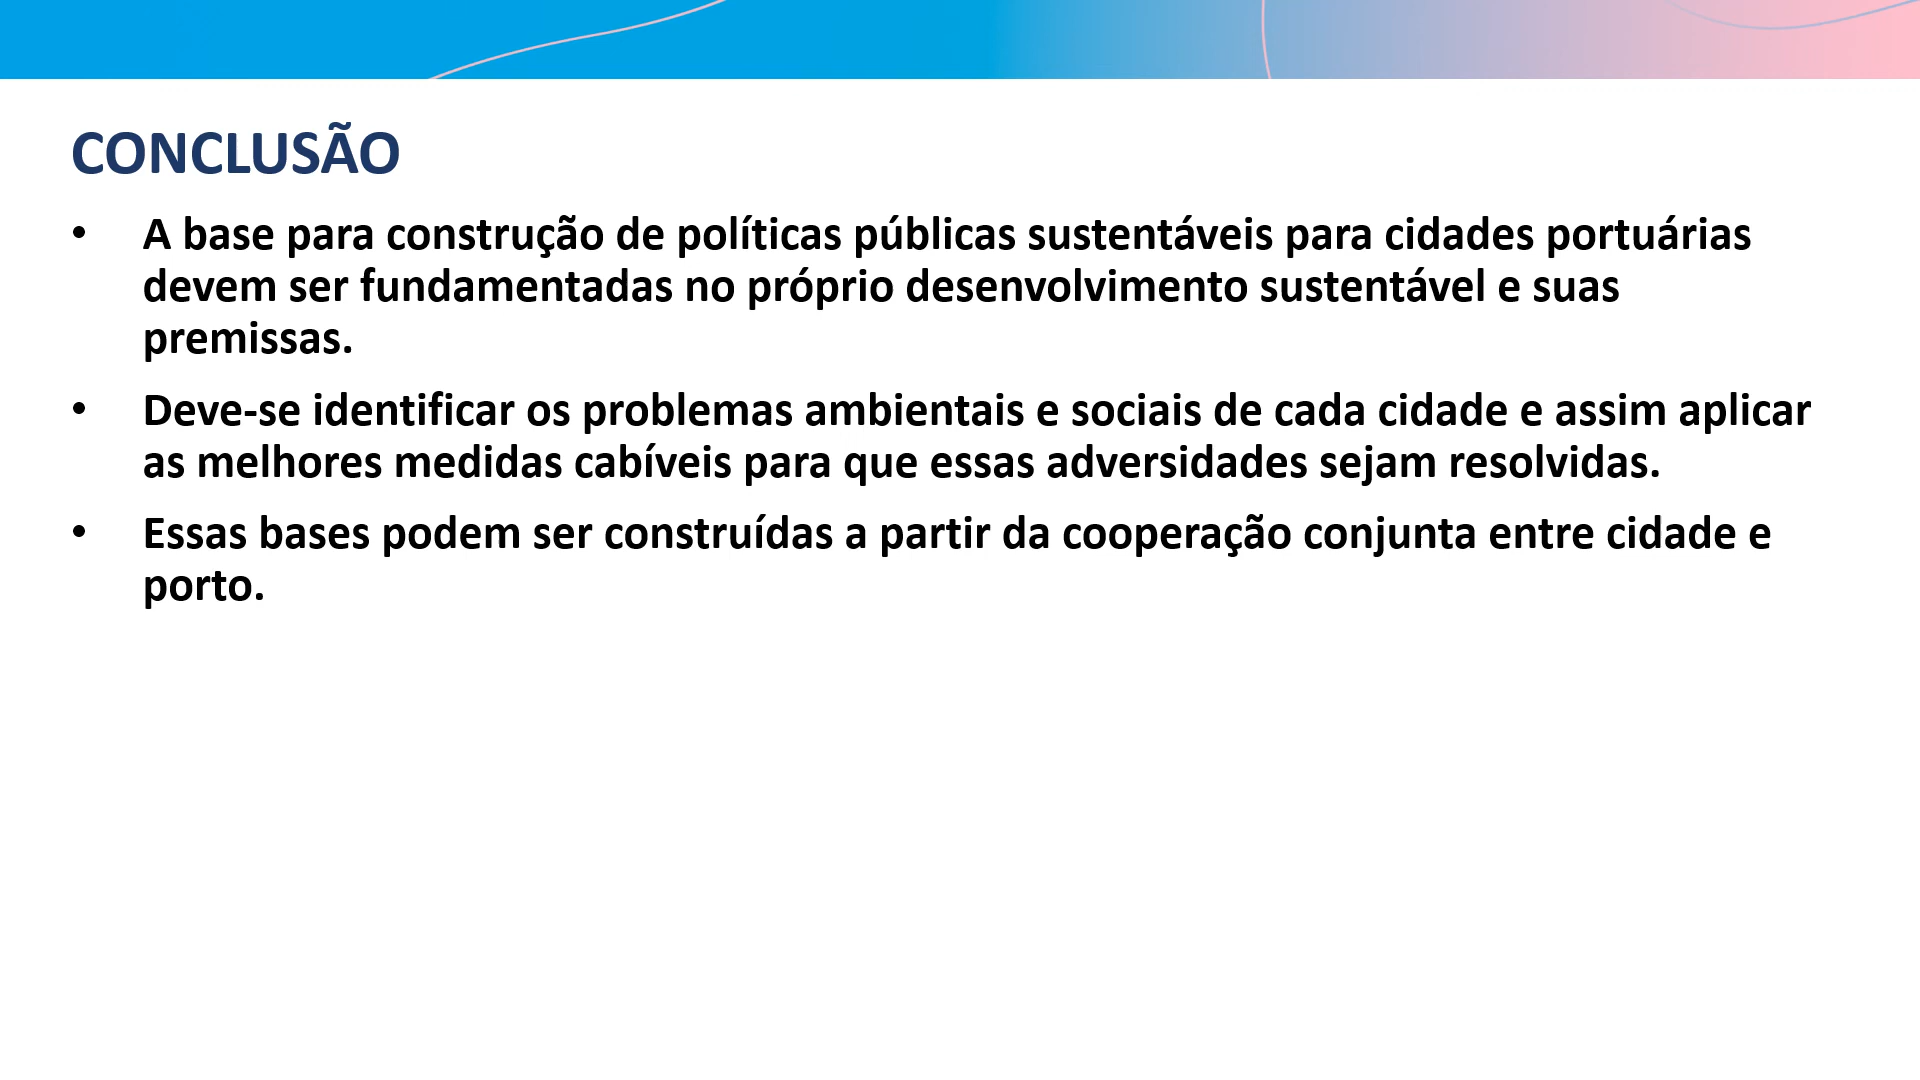 CONCLUSÃO
• A base para construção de políticas públicas sustentáveis para cidades portuárias
devem ser fundamentadas no próprio desenvolvimento sustentável e suas
premissas.
• Deve-se identificar os problemas ambientais e sociais de cada cidade e assim aplicar
as melhores medidas cabíveis para que essas adversidades sejam resolvidas.
• Essas bases podem ser construídas a partir da cooperação conjunta entre cidade e
porto.